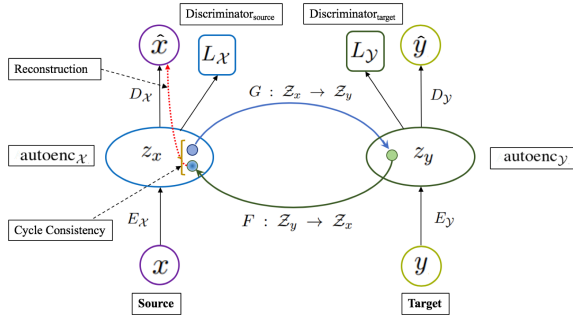 Discriminator_source
Discriminator_target
x̂
L_𝒳
L_𝒴
ŷ
Reconstruction
D_𝒳
G : 𝒵_x → 𝒵_y
D_𝒴
autoenc_𝒳
z_x
z_y
autoenc_𝒴
E_𝒳
F : 𝒵_y → 𝒵_x
E_𝒴
Cycle Consistency
x
y
Source
Target